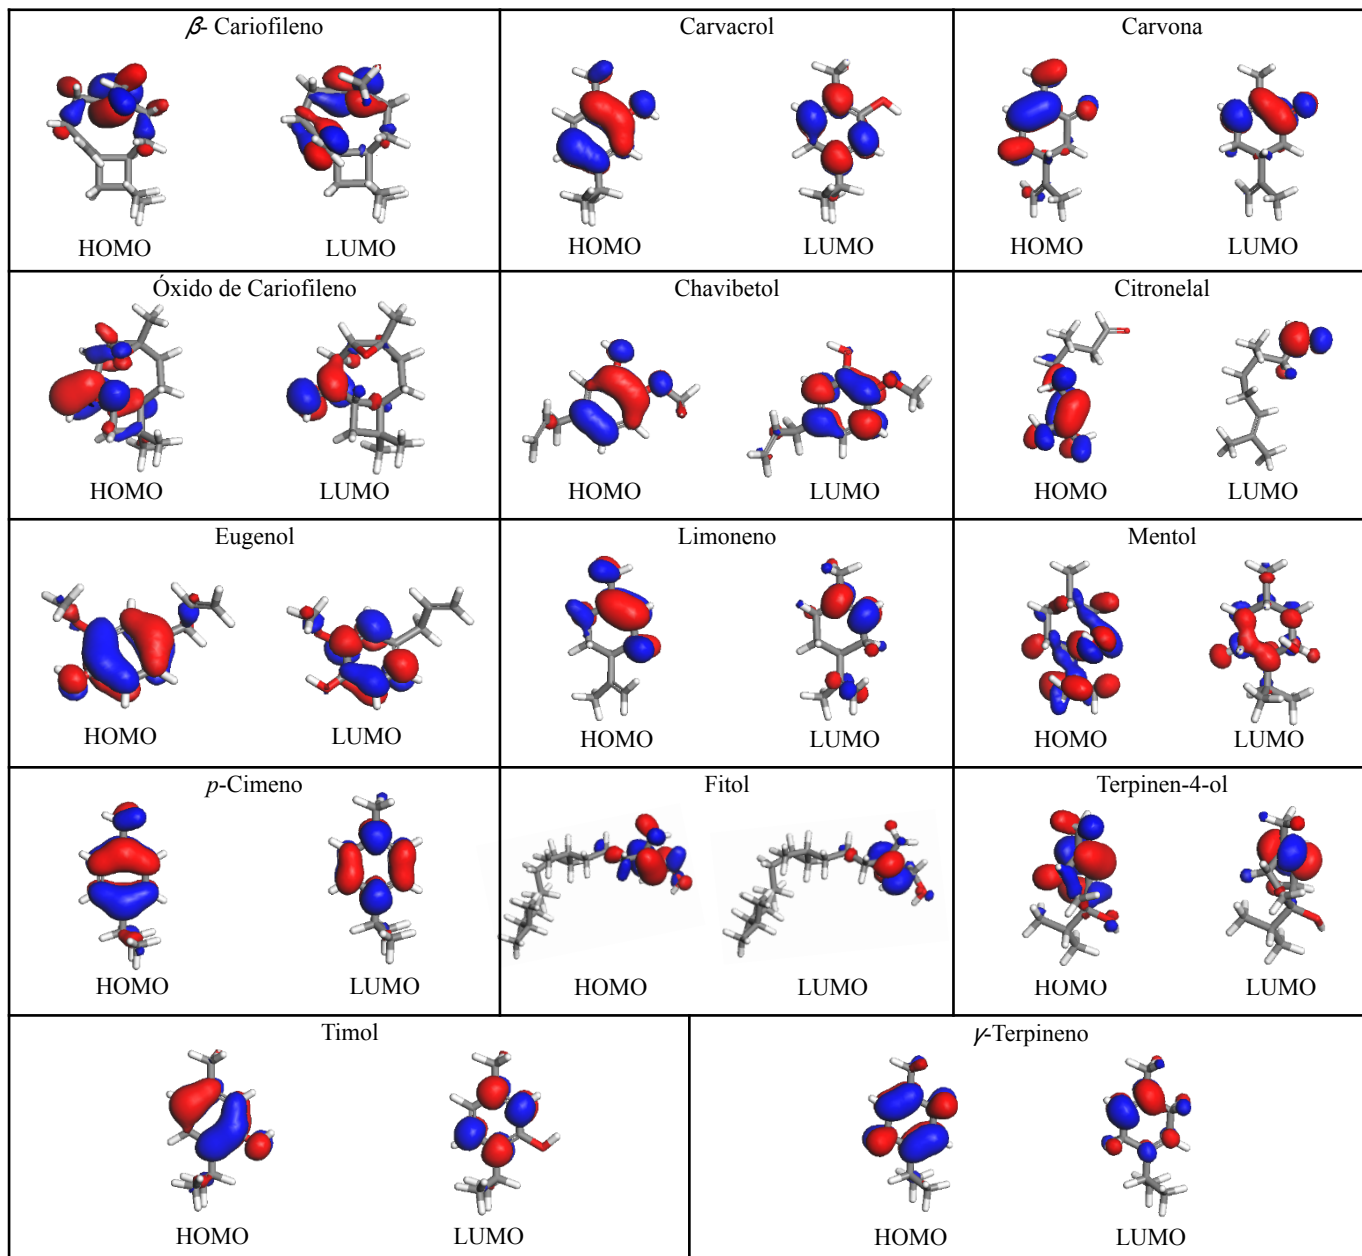 β- Cariofileno
HOMO LUMO
Carvacrol
HOMO LUMO
Carvona
HOMO LUMO
Óxido de Cariofileno
HOMO LUMO
Chavibetol
HOMO LUMO
Citronelal
HOMO LUMO
Eugenol
HOMO LUMO
Limoneno
HOMO LUMO
Mentol
HOMO LUMO
p-Cimeno
HOMO LUMO
Fitol
HOMO LUMO
Terpinen-4-ol
HOMO LUMO
Timol
HOMO LUMO
γ-Terpineno
HOMO LUMO